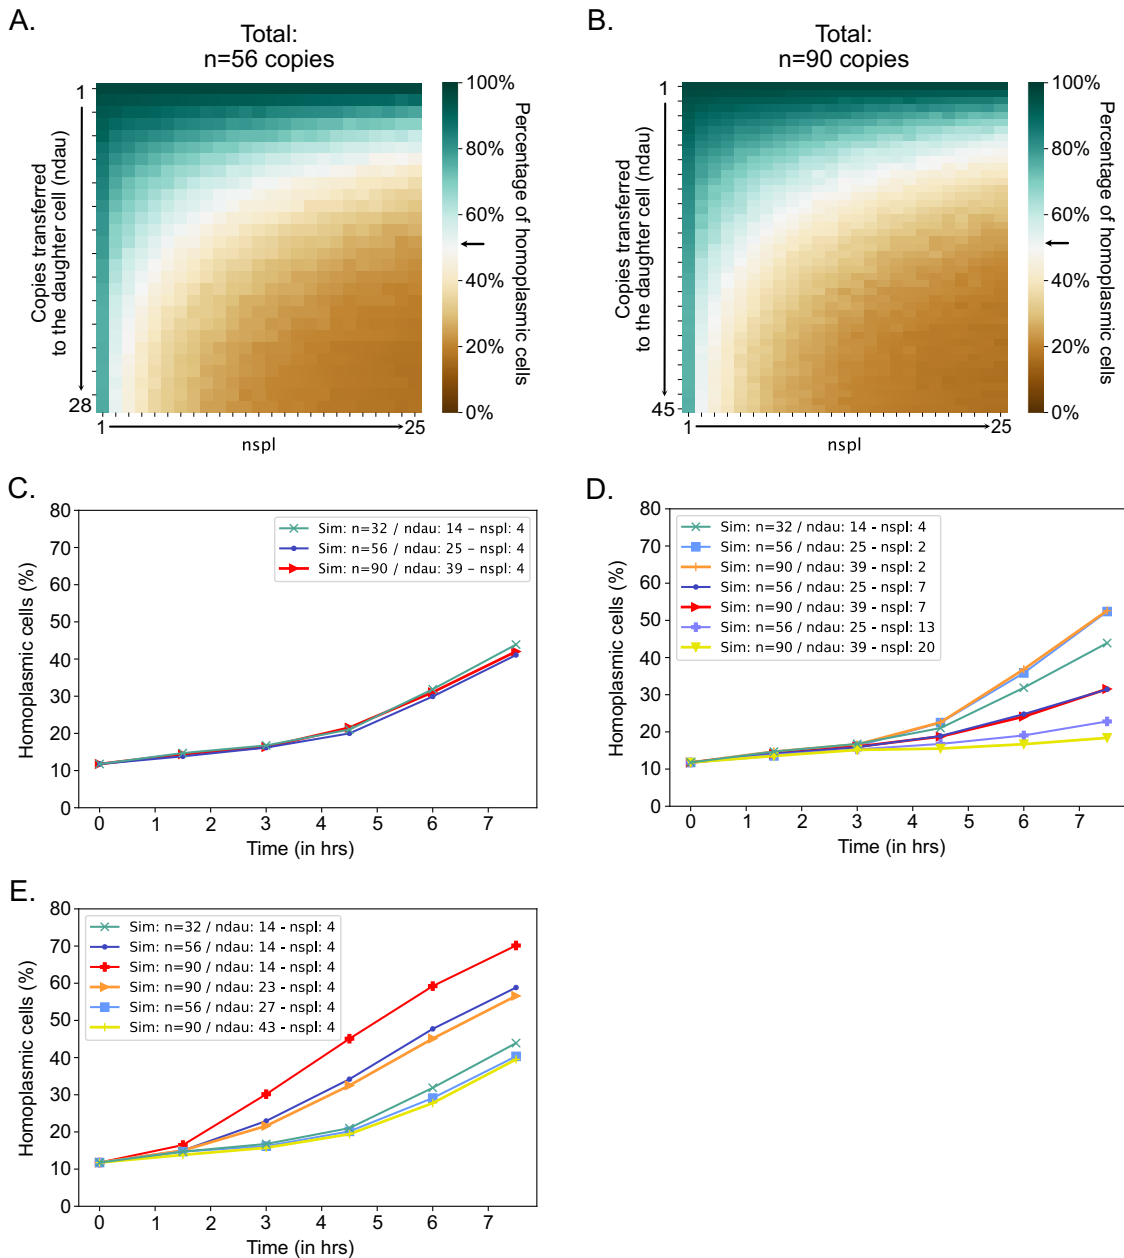 A.
Total:
n=56 copies
1
28
Copies transferred
to the daughter cell (ndau)
1
25
nspl
100%
80%
60%
40%
20%
0%
Percentage of homoplasmic cells
B.
Total:
n=90 copies
1
45
Copies transferred
to the daughter cell (ndau)
1
25
nspl
100%
80%
60%
40%
20%
0%
Percentage of homoplasmic cells
C.
80
70
60
50
40
30
20
10
0
Homoplasmic cells (%)
Sim: n=32 / ndau: 14 – nspl: 4
Sim: n=56 / ndau: 25 – nspl: 4
Sim: n=90 / ndau: 39 – nspl: 4
0 1 2 3 4 5 6 7
Time (in hrs)
D.
80
70
60
50
40
30
20
10
0
Homoplasmic cells (%)
Sim: n=32 / ndau: 14 - nspl: 4
Sim: n=56 / ndau: 25 - nspl: 2
Sim: n=90 / ndau: 39 - nspl: 2
Sim: n=56 / ndau: 25 - nspl: 7
Sim: n=90 / ndau: 39 - nspl: 7
Sim: n=56 / ndau: 25 - nspl: 13
Sim: n=90 / ndau: 39 - nspl: 20
0 1 2 3 4 5 6 7
Time (in hrs)
E.
80
70
60
50
40
30
20
10
0
Homoplasmic cells (%)
Sim: n=32 / ndau: 14 - nspl: 4
Sim: n=56 / ndau: 14 - nspl: 4
Sim: n=90 / ndau: 14 - nspl: 4
Sim: n=90 / ndau: 23 - nspl: 4
Sim: n=56 / ndau: 27 - nspl: 4
Sim: n=90 / ndau: 43 - nspl: 4
0 1 2 3 4 5 6 7
Time (in hrs)